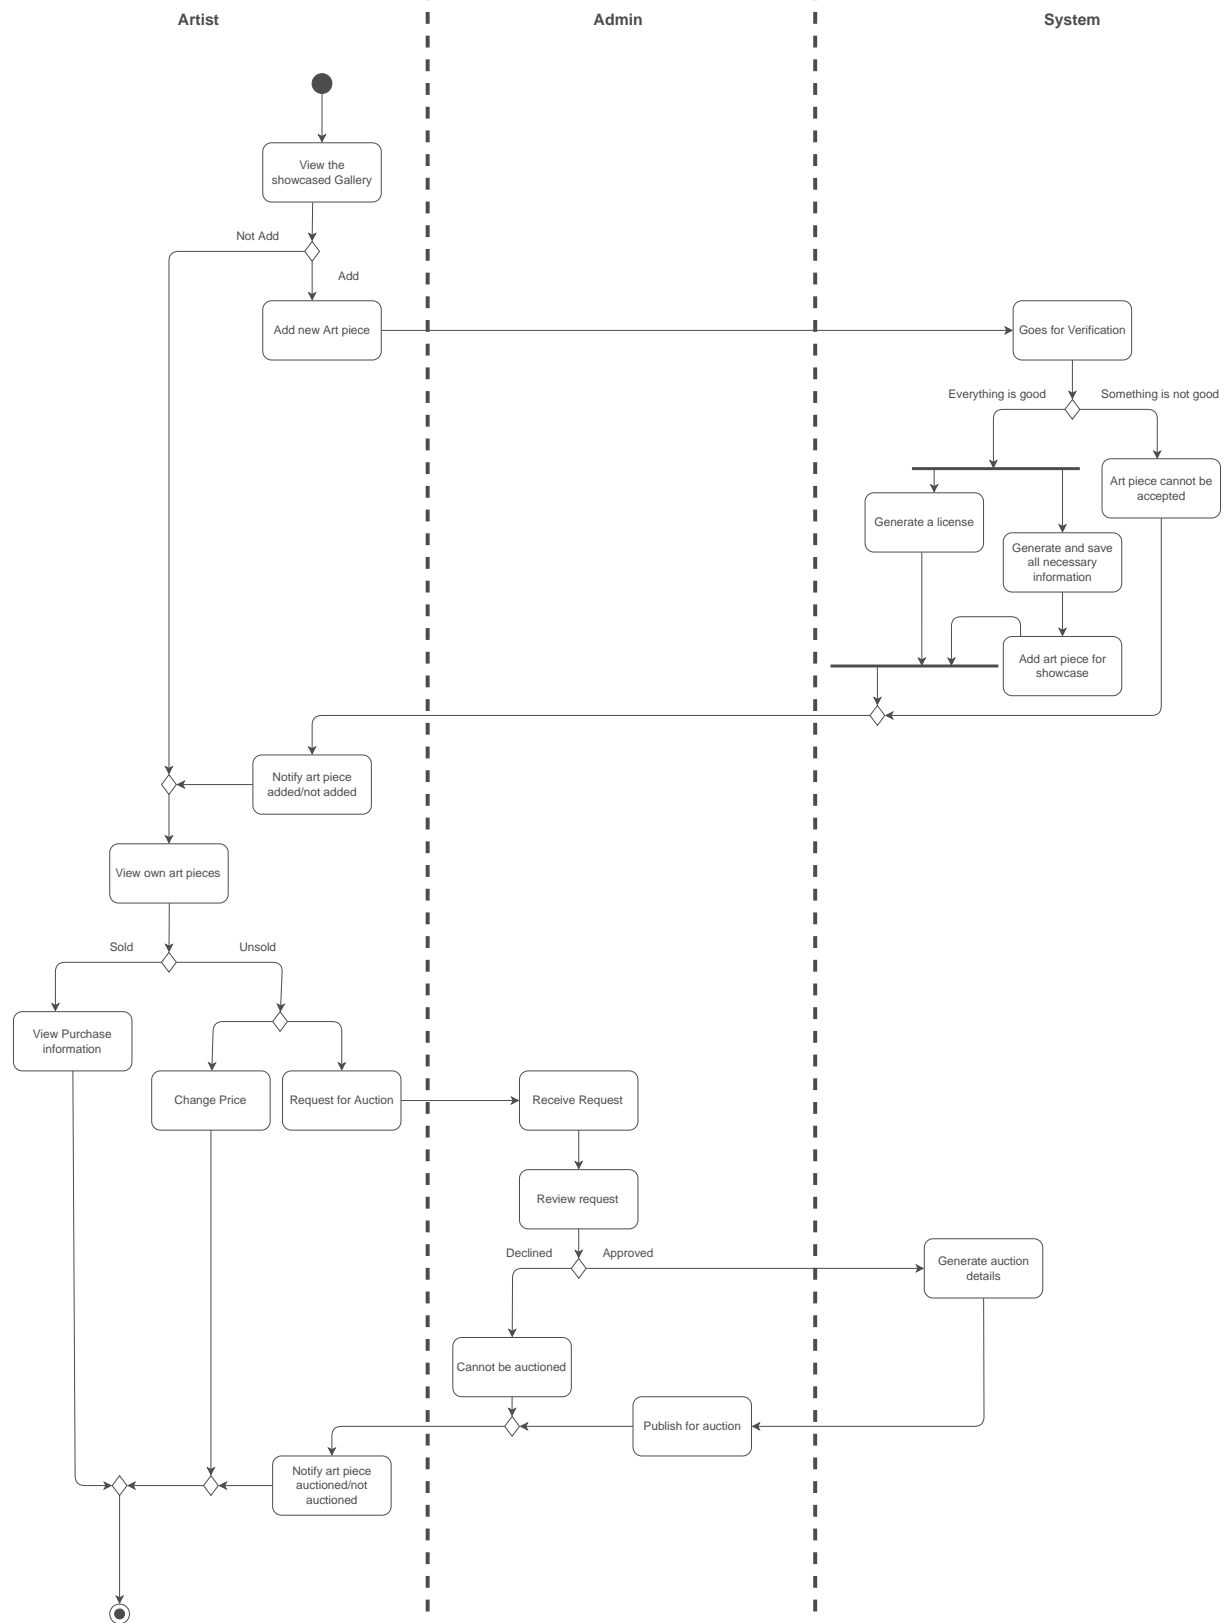 Artist
Admin
System
View the
showcased Gallery
Not Add
Add
Add new Art piece
Goes for Verification
Everything is good
Something is not good
Art piece cannot be
accepted
Generate a license
Generate and save
all necessary
information
Add art piece for
showcase
Notify art piece
added/not added
View own art pieces
Sold
Unsold
View Purchase
information
Change Price
Request for Auction
Receive Request
Review request
Declined
Approved
Generate auction
details
Cannot be auctioned
Publish for auction
Notify art piece
auctioned/not
auctioned